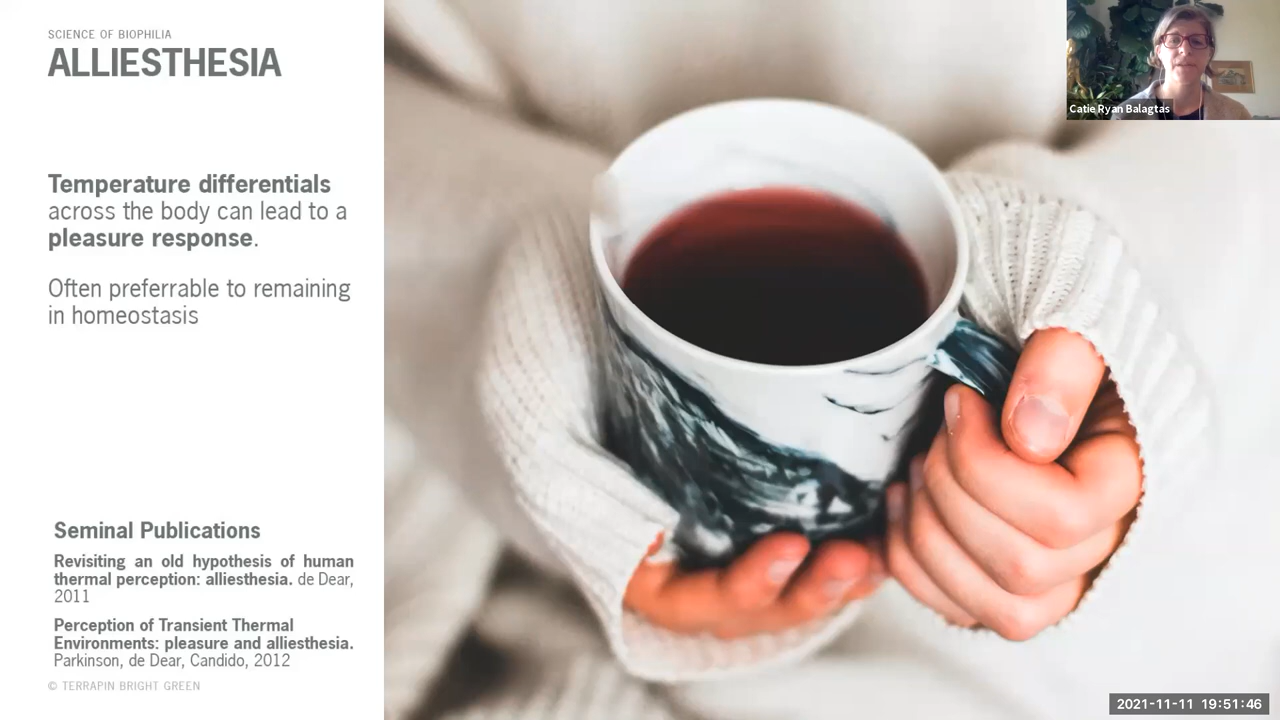 SCIENCE OF BIOPHILIA
ALLIESTHESIA
Temperature differentials
across the body can lead to a
pleasure response.
Often preferrable to remaining
in homeostasis
Seminal Publications
Revisiting an old hypothesis of human
thermal perception: alliesthesia. de Dear,
2011
Perception of Transient Thermal
Environments: pleasure and alliesthesia.
Parkinson, de Dear, Candido, 2012
© TERRAPIN BRIGHT GREEN
Catie Ryan Balagtas
2021-11-11 19:51:46